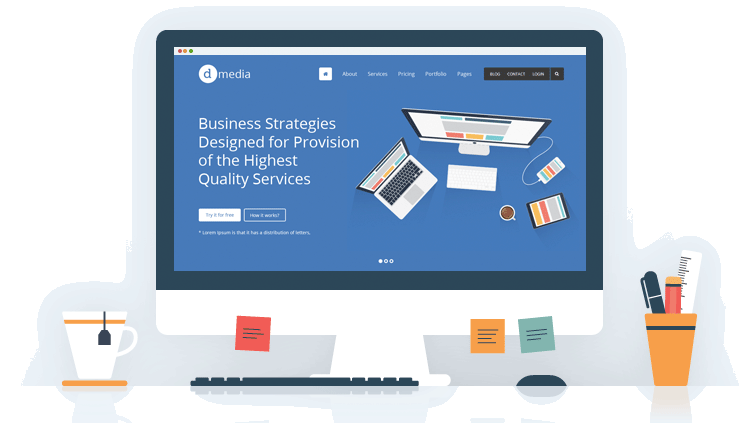 dmedia
About Services Pricing Portfolio Pages BLOG CONTACT LOGIN
Business Strategies
Designed for Provision
of the Highest
Quality Services
Try it for free How it works?
* Lorem Ipsum is that it has a distribution of letters.